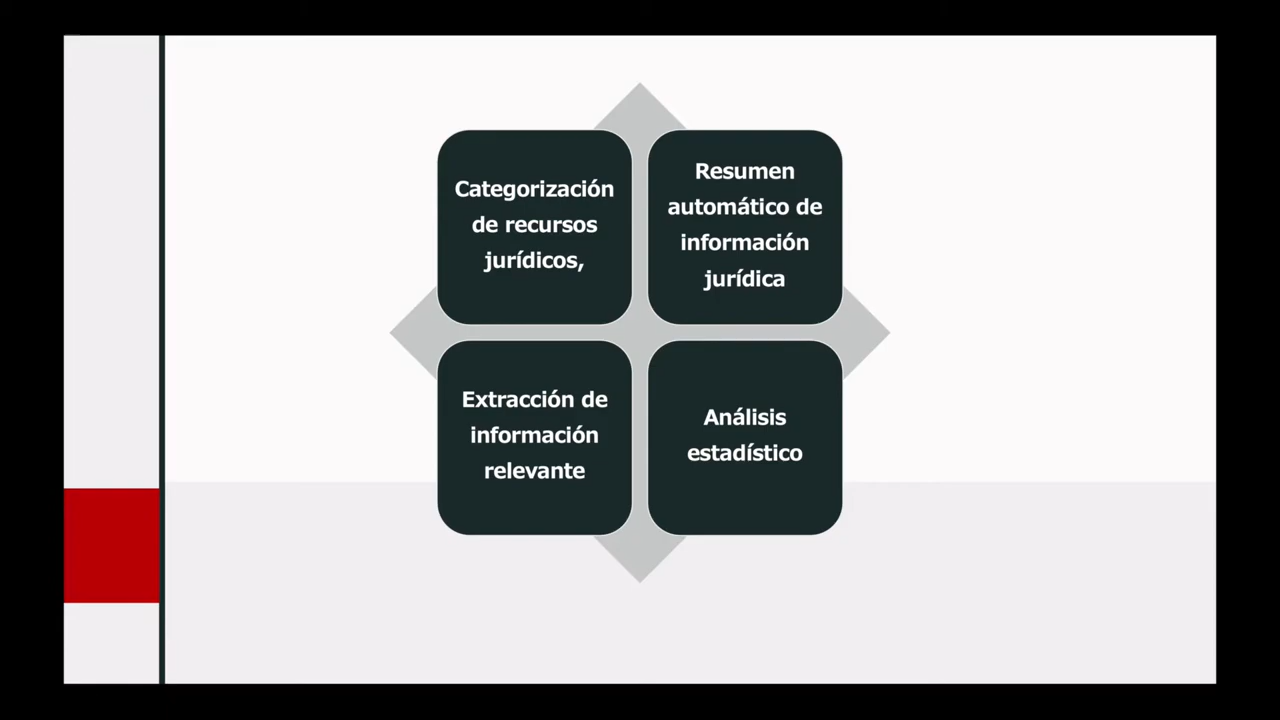 Categorización
de recursos
jurídicos,
Resumen
automático de
información
jurídica
Extracción de
información
relevante
Análisis
estadístico